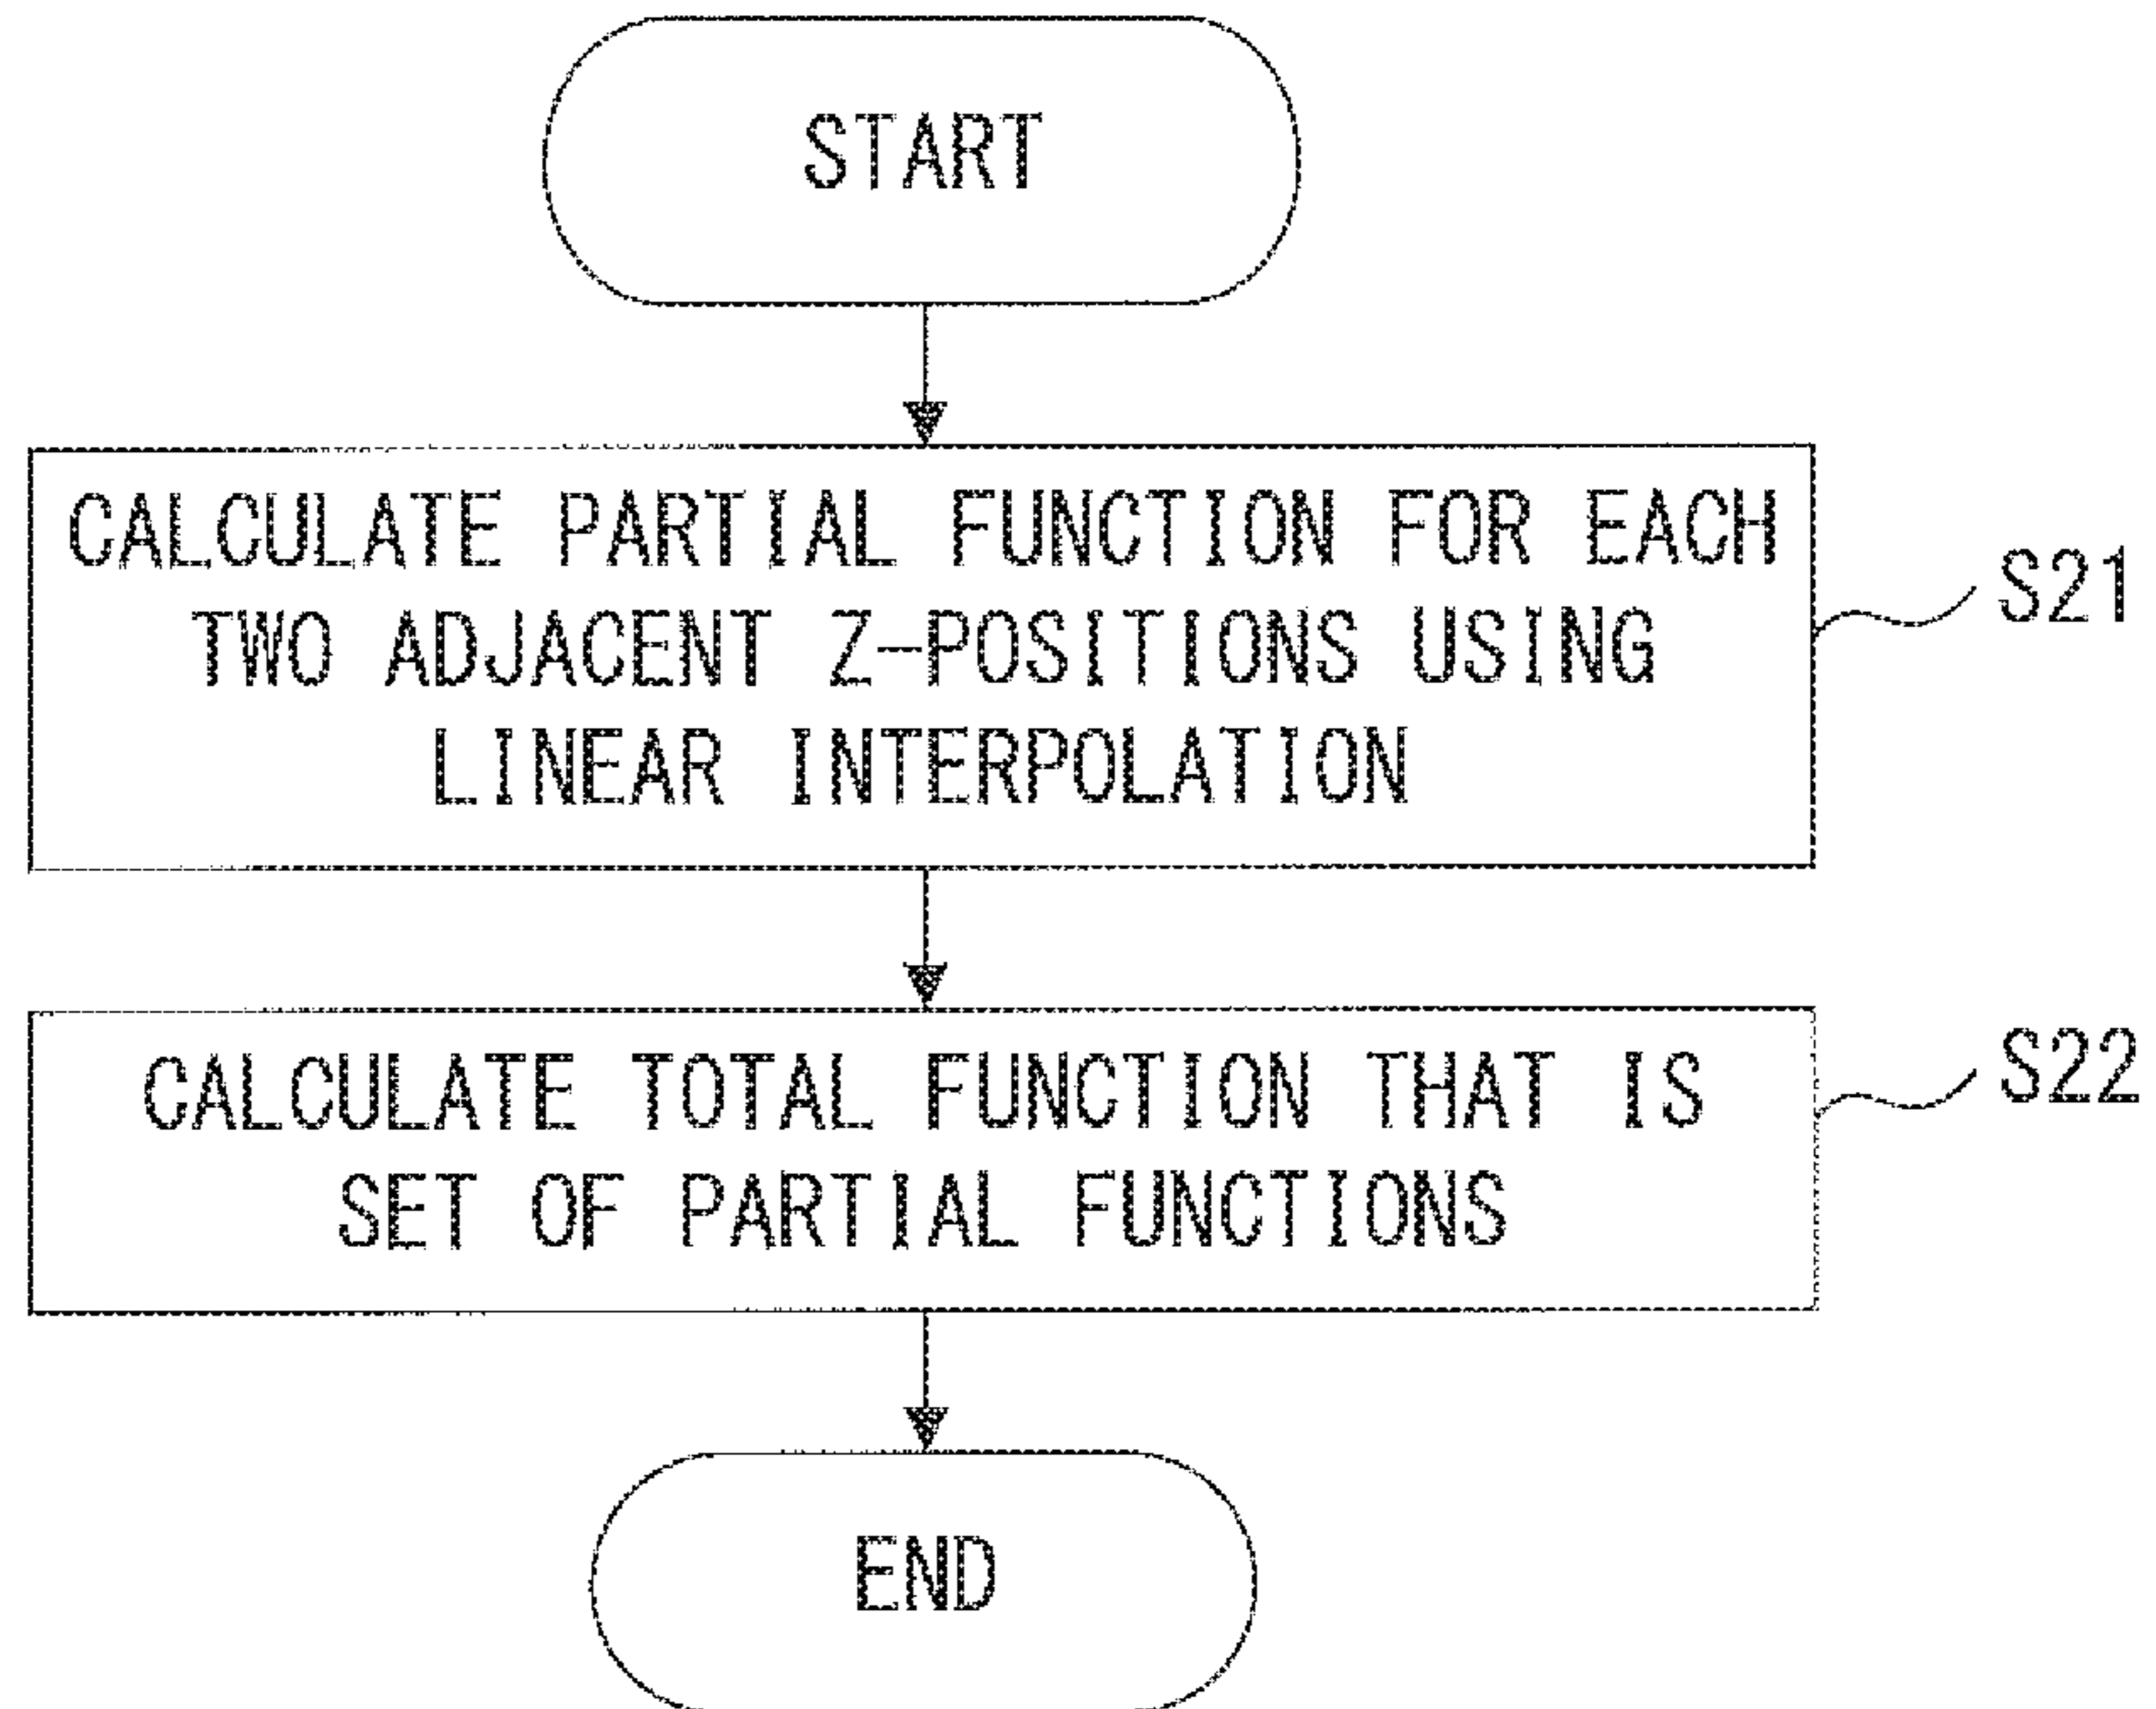 START
CALCULATE PARTIAL FUNCTION FOR EACH
TWO ADJACENT Z-POSITIONS USING
LINEAR INTERPOLATION
S21
CALCULATE TOTAL FUNCTION THAT IS
SET OF PARTIAL FUNCTIONS
S22
END